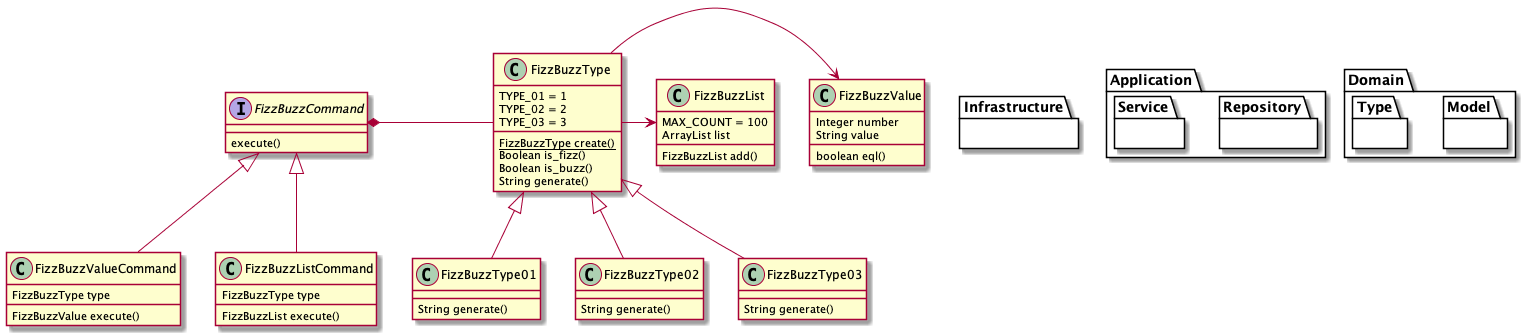 I FizzBuzzCommand
execute()
C FizzBuzzType
TYPE_01 = 1
TYPE_02 = 2
TYPE_03 = 3
FizzBuzzType create()
Boolean is_fizz()
Boolean is_buzz()
String generate()
C FizzBuzzList
MAX_COUNT = 100
ArrayList list
FizzBuzzList add()
C FizzBuzzValue
Integer number
String value
boolean eql()
Infrastructure
Application
Service
Repository
Domain
Type
Model
C FizzBuzzValueCommand
FizzBuzzType type
FizzBuzzValue execute()
C FizzBuzzListCommand
FizzBuzzType type
FizzBuzzList execute()
C FizzBuzzType01
String generate()
C FizzBuzzType02
String generate()
C FizzBuzzType03
String generate()